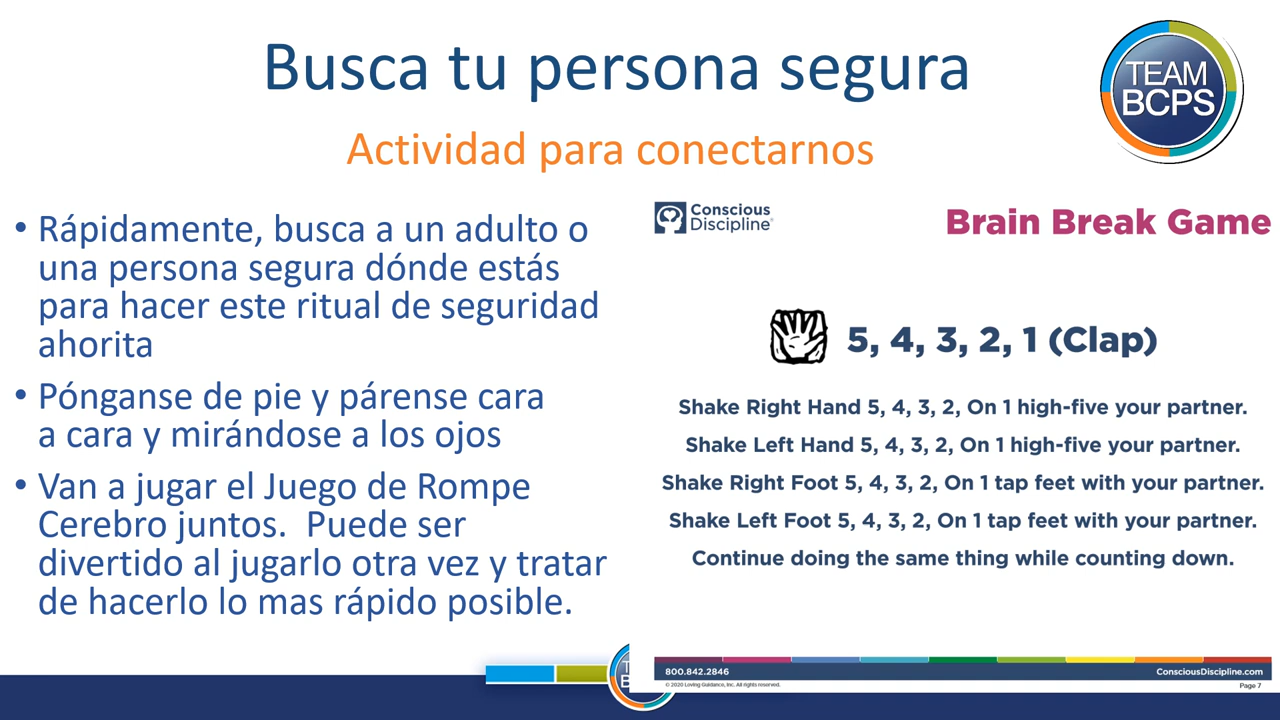 Busca tu persona segura
Actividad para conectarnos
TEAM
BCPS
• Rápidamente, busca a un adulto o
una persona segura dónde estás
para hacer este ritual de seguridad
ahorita
• Pónganse de pie y párense cara
a cara y mirándose a los ojos
• Van a jugar el Juego de Rompe
Cerebro juntos.  Puede ser
divertido al jugarlo otra vez y tratar
de hacerlo lo mas rápido posible.
Conscious
Discipline®
Brain Break Game
5, 4, 3, 2, 1 (Clap)
Shake Right Hand 5, 4, 3, 2, On 1 high-five your partner.
Shake Left Hand 5, 4, 3, 2, On 1 high-five your partner.
Shake Right Foot 5, 4, 3, 2, On 1 tap feet with your partner.
Shake Left Foot 5, 4, 3, 2, On 1 tap feet with your partner.
Continue doing the same thing while counting down.
800.842.2846
ConsciousDiscipline.com
© 2020 Loving Guidance, Inc. All rights reserved.
Page 7